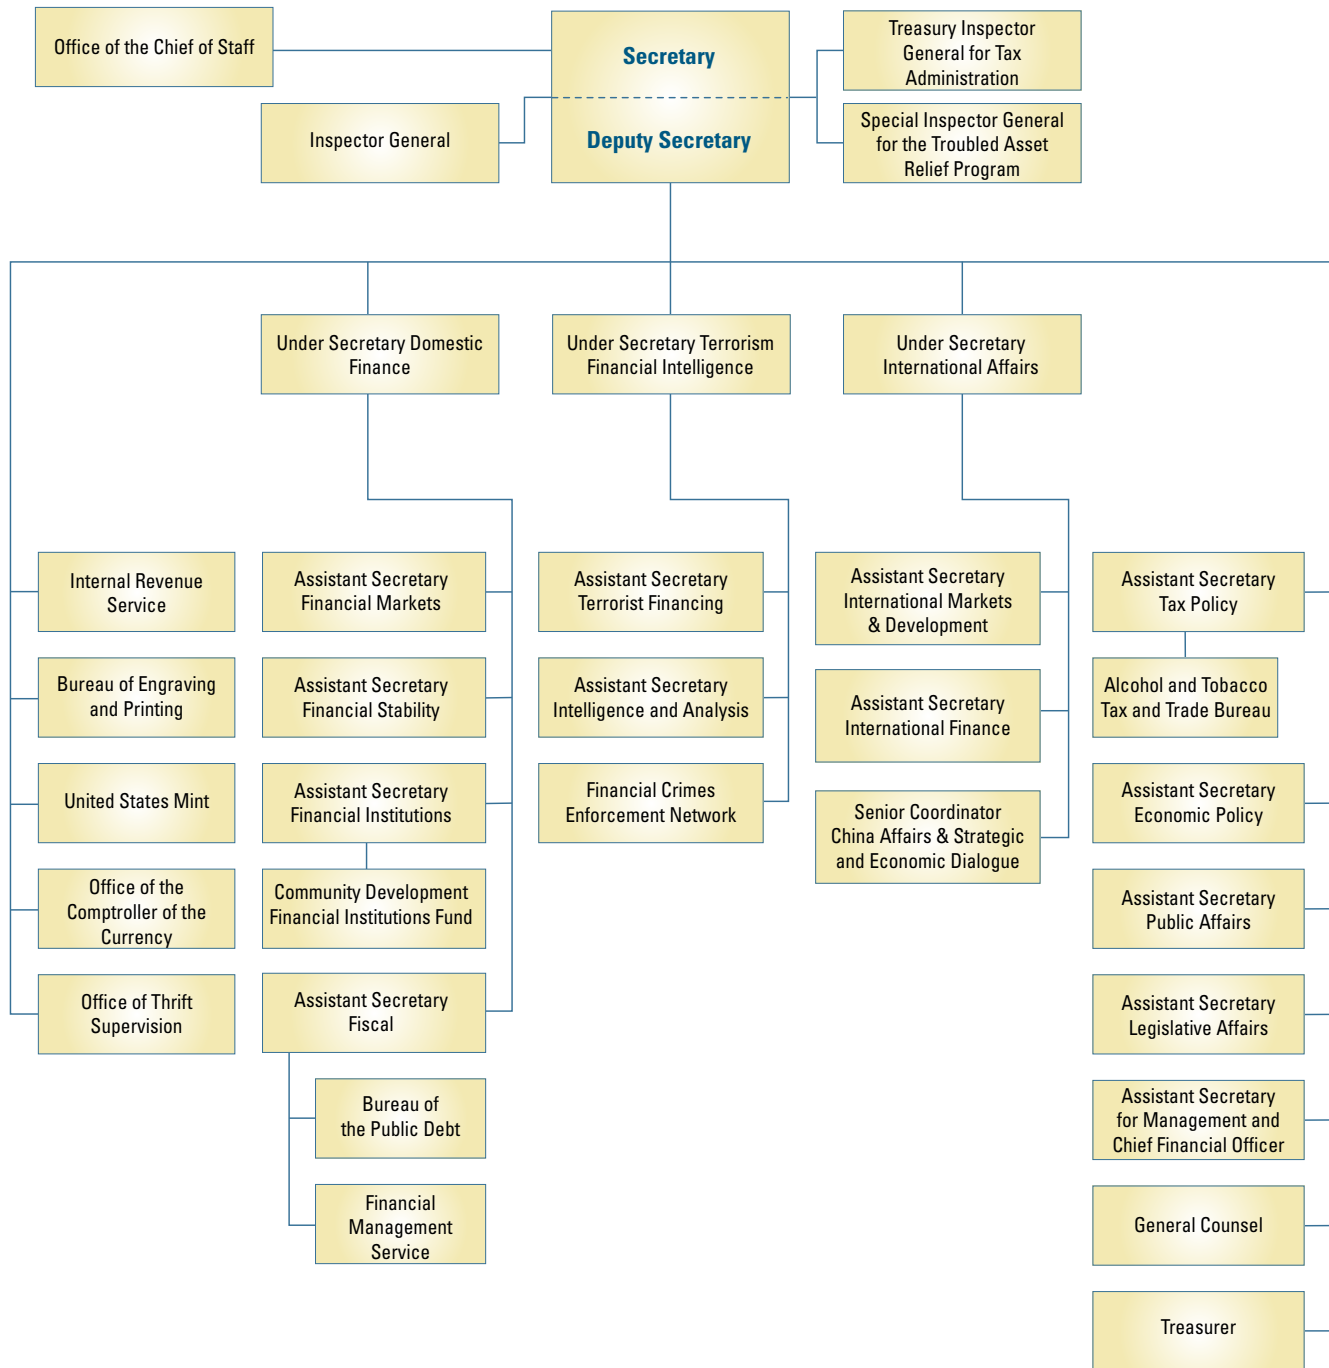 Office of the Chief of Staff
Secretary
Deputy Secretary
Inspector General
Treasury Inspector
General for Tax
Administration
Special Inspector General
for the Troubled Asset
Relief Program
Under Secretary Domestic
Finance
Under Secretary Terrorism
Financial Intelligence
Under Secretary
International Affairs
Internal Revenue
Service
Bureau of Engraving
and Printing
United States Mint
Office of the
Comptroller of the
Currency
Office of Thrift
Supervision
Assistant Secretary
Financial Markets
Assistant Secretary
Financial Stability
Assistant Secretary
Financial Institutions
Community Development
Financial Institutions Fund
Assistant Secretary
Fiscal
Bureau of
the Public Debt
Financial
Management
Service
Assistant Secretary
Terrorist Financing
Assistant Secretary
Intelligence and Analysis
Financial Crimes
Enforcement Network
Assistant Secretary
International Markets
& Development
Assistant Secretary
International Finance
Senior Coordinator
China Affairs & Strategic
and Economic Dialogue
Assistant Secretary
Tax Policy
Alcohol and Tobacco
Tax and Trade Bureau
Assistant Secretary
Economic Policy
Assistant Secretary
Public Affairs
Assistant Secretary
Legislative Affairs
Assistant Secretary
for Management and
Chief Financial Officer
General Counsel
Treasurer